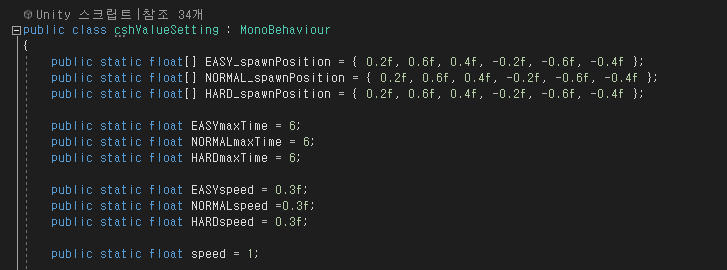 Unity 스크립트|참조 34개
public class cshValueSetting : MonoBehaviour
{
public static float[] EASY_spawnPosition = { 0.2f, 0.6f, 0.4f, -0.2f, -0.6f, -0.4f };
public static float[] NORMAL_spawnPosition = { 0.2f, 0.6f, 0.4f, -0.2f, -0.6f, -0.4f };
public static float[] HARD_spawnPosition = { 0.2f, 0.6f, 0.4f, -0.2f, -0.6f, -0.4f };
public static float EASYmaxTime = 6;
public static float NORMALmaxTime = 6;
public static float HARDmaxTime = 6;
public static float EASYspeed = 0.3f;
public static float NORMALspeed =0.3f;
public static float HARDspeed = 0.3f;
public static float speed = 1;